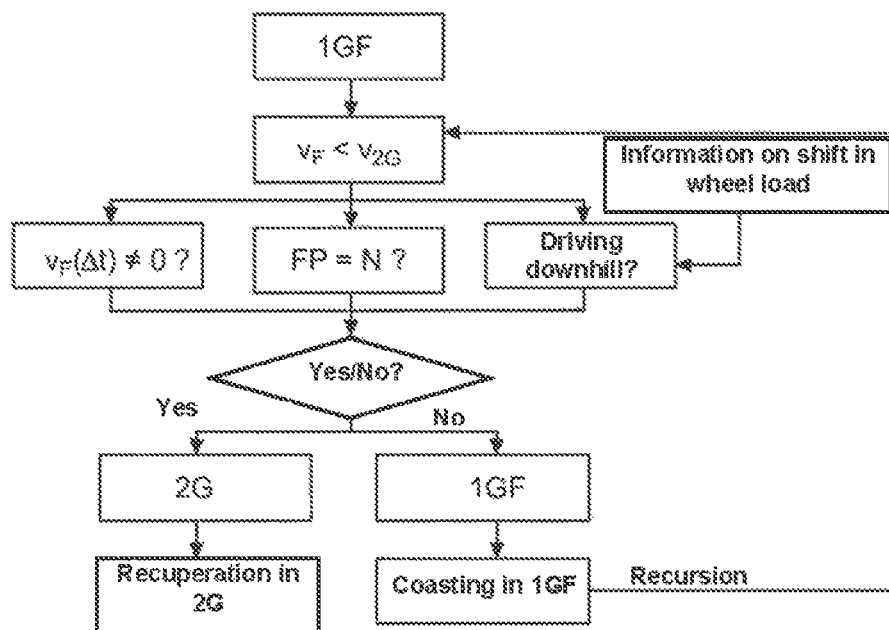 1GF
v_F < v_2G
Information on shift in
wheel load
v_F(Δt) ≠ 0 ?
FP = N ?
Driving
downhill?
Yes/No?
Yes
No
2G
1GF
Recuperation in
2G
Coasting in 1GF
Recursion